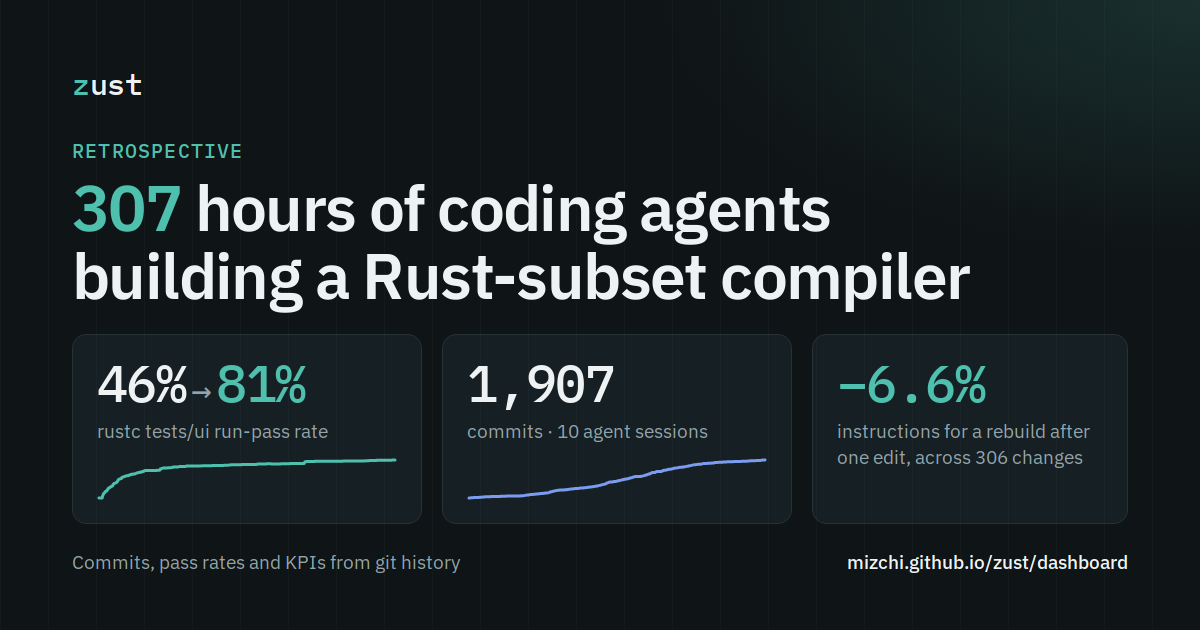 zust
RETROSPECTIVE
307 hours of coding agents
building a Rust-subset compiler
46%→81%
rustc tests/ui run-pass rate
1,907
commits · 10 agent sessions
−6.6%
instructions for a rebuild after
one edit, across 306 changes
Commits, pass rates and KPIs from git history
mizchi.github.io/zust/dashboard